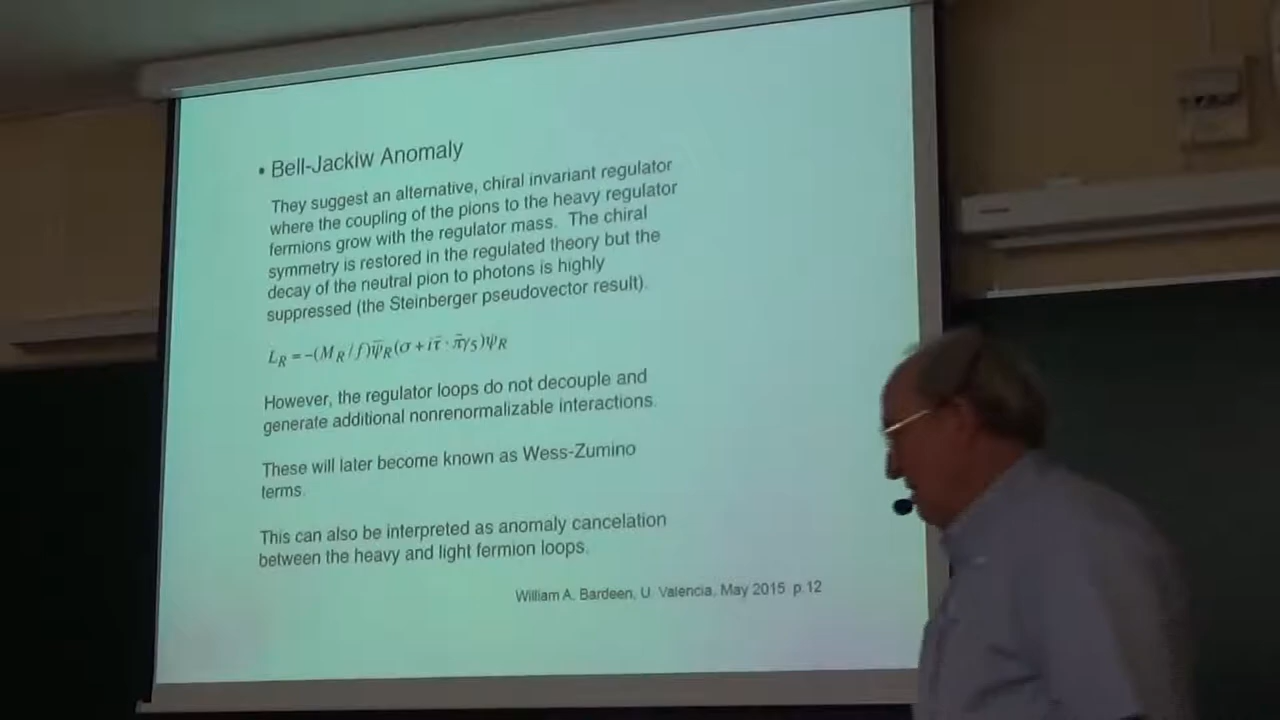 • Bell-Jackiw Anomaly
They suggest an alternative, chiral invariant regulator
where the coupling of the pions to the heavy regulator
fermions grow with the regulator mass. The chiral
symmetry is restored in the regulated theory but the
decay of the neutral pion to photons is highly
suppressed (the Steinberger pseudovector result).
L_R = -(M_R / f)ψ̄_R(σ + iτ̄ · π̄γ₅)ψ_R
However, the regulator loops do not decouple and
generate additional nonrenormalizable interactions.
These will later become known as Wess-Zumino
terms.
This can also be interpreted as anomaly cancelation
between the heavy and light fermion loops.
William A. Bardeen, U. Valencia, May 2015 p.12